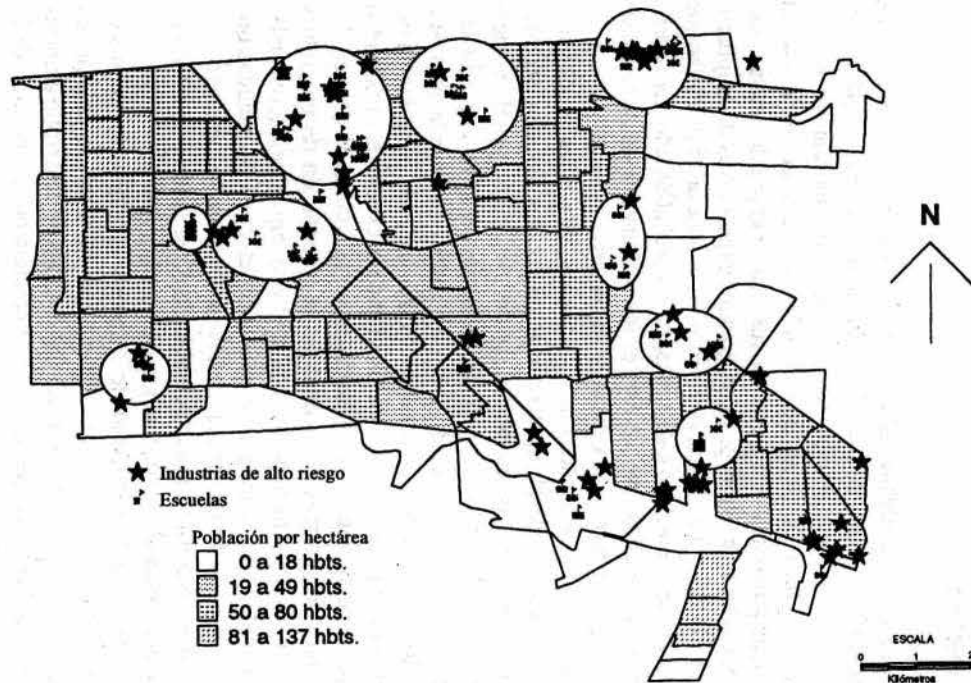 N
Industrias de alto riesgo
Escuelas
Población por hectárea
0 a 18 hbts.
19 a 49 hbts.
50 a 80 hbts.
81 a 137 hbts.
ESCALA
0 1 2
Kilómetros